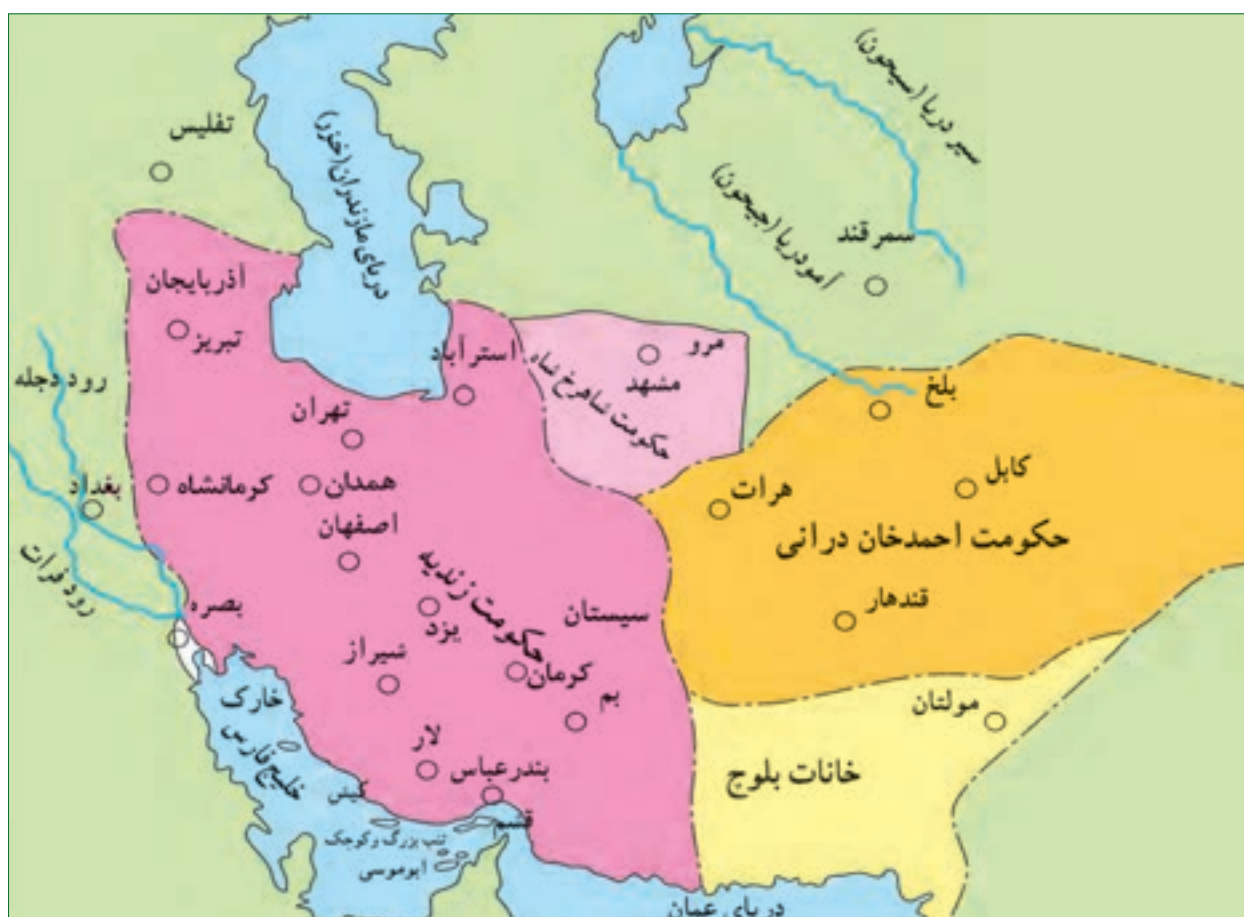 تفلیس
دریای مازندران (خزر)
سیر دریا (سیحون)
آمودریا (جیحون)
سمرقند
آذربایجان
تبریز
استرآباد
مرو
مشهد
حکومت شاهرخ شاه
رود دجله
تهران
بلخ
بغداد
کرمانشاه
همدان
هرات
کابل
اصفهان
حکومت احمدخان درانی
رود فرات
بصره
حکومت زندیه
یزد
سیستان
قندهار
شیراز
کرمان
بم
خارک
مولتان
خلیج فارس
لار
بندرعباس
خانات بلوچ
کیش
قشم
تنب بزرگ و کوچک
ابوموسی
دریای عمان